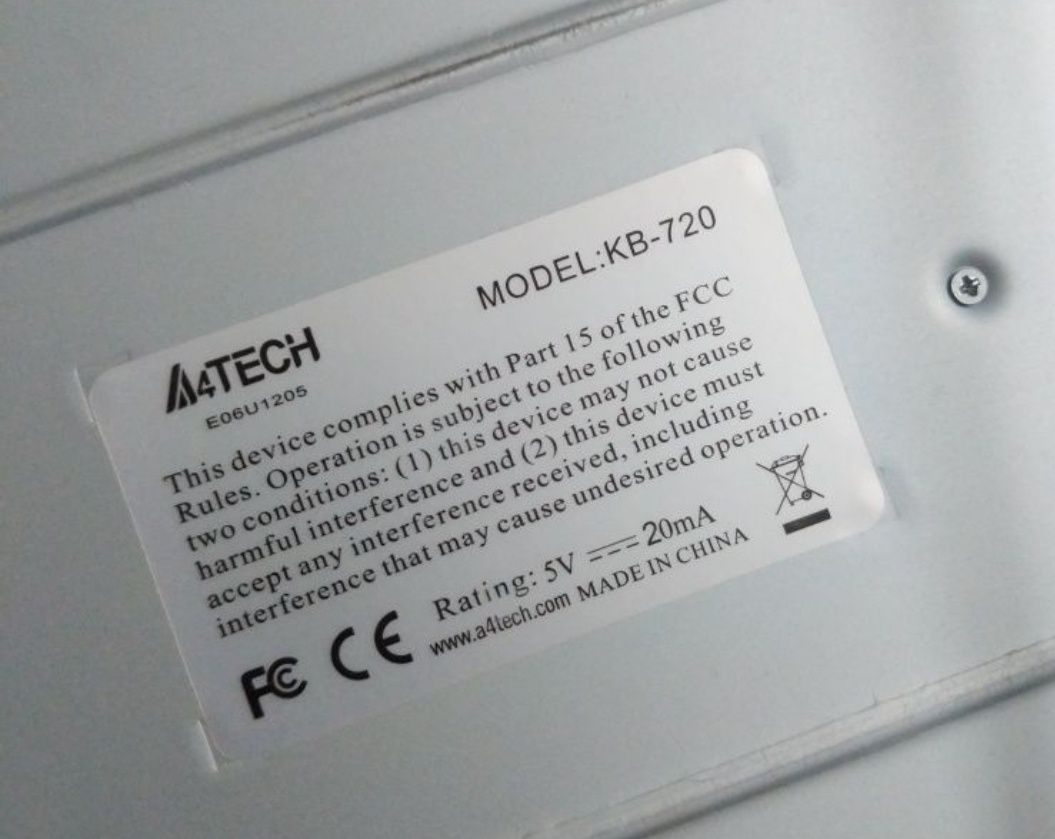 MODEL:KB-720
A4TECH
E06U1205
This device complies with Part 15 of the FCC
Rules. Operation is subject to the following
two conditions: (1) this device may not cause
harmful interference and (2) this device must
accept any interference received, including
interference that may cause undesired operation.
Rating: 5V ⎓ 20mA
www.a4tech.com MADE IN CHINA
FC CE